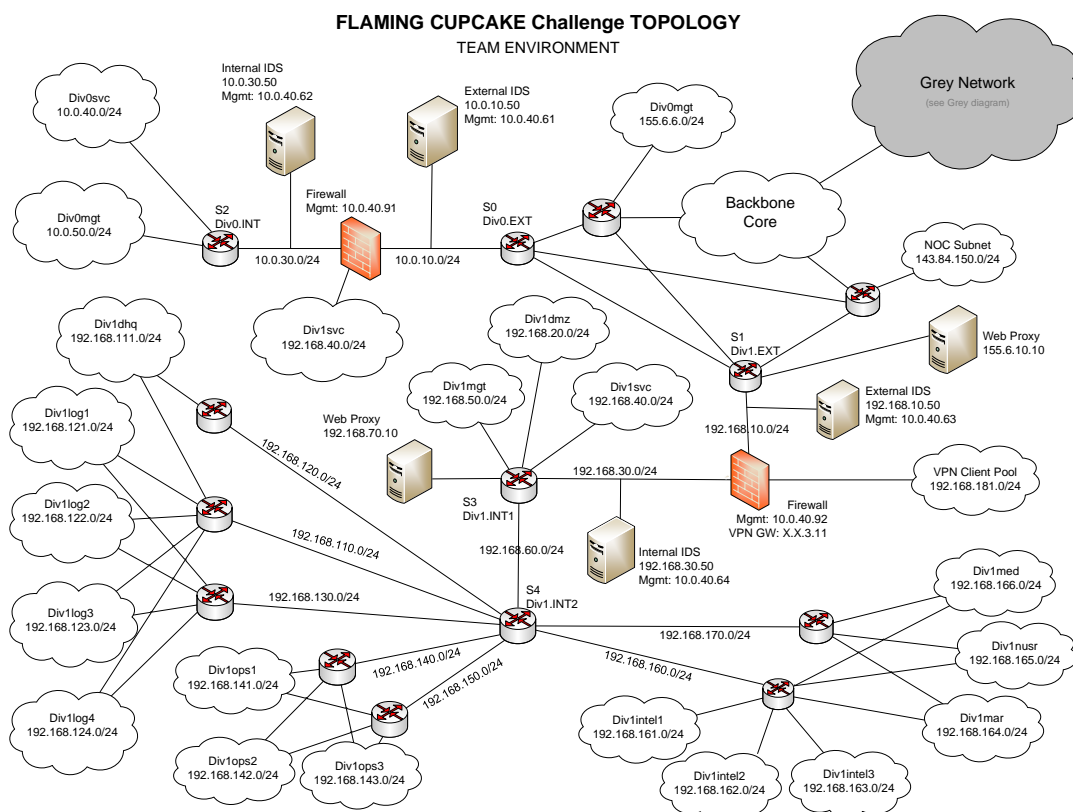 FLAMING CUPCAKE Challenge TOPOLOGY
TEAM ENVIRONMENT
Internal IDS
10.0.30.50
Mgmt: 10.0.40.62
External IDS
10.0.10.50
Mgmt: 10.0.40.61
Grey Network
(see Grey diagram)
Div0svc
10.0.40.0/24
Div0mgt
155.6.6.0/24
Div0mgt
10.0.50.0/24
S2
Div0.INT
Firewall
Mgmt: 10.0.40.91
S0
Div0.EXT
Backbone
Core
10.0.30.0/24
10.0.10.0/24
NOC Subnet
143.84.150.0/24
Div1svc
192.168.40.0/24
Div1dhq
192.168.111.0/24
Div1dmz
192.168.20.0/24
S1
Div1.EXT
Web Proxy
155.6.10.10
Div1mgt
192.168.50.0/24
Div1svc
192.168.40.0/24
External IDS
192.168.10.50
Mgmt: 10.0.40.63
192.168.10.0/24
Div1log1
192.168.121.0/24
192.168.120.0/24
Web Proxy
192.168.70.10
192.168.30.0/24
VPN Client Pool
192.168.181.0/24
S3
Div1.INT1
Firewall
Mgmt: 10.0.40.92
VPN GW: X.X.3.11
Div1log2
192.168.122.0/24
192.168.110.0/24
192.168.60.0/24
Internal IDS
192.168.30.50
Mgmt: 10.0.40.64
Div1log3
192.168.123.0/24
192.168.130.0/24
S4
Div1.INT2
Div1med
192.168.166.0/24
192.168.170.0/24
Div1nusr
192.168.165.0/24
192.168.140.0/24
192.168.150.0/24
192.168.160.0/24
Div1ops1
192.168.141.0/24
Div1log4
192.168.124.0/24
Div1intel1
192.168.161.0/24
Div1mar
192.168.164.0/24
Div1ops2
192.168.142.0/24
Div1ops3
192.168.143.0/24
Div1intel2
192.168.162.0/24
Div1intel3
192.168.163.0/24